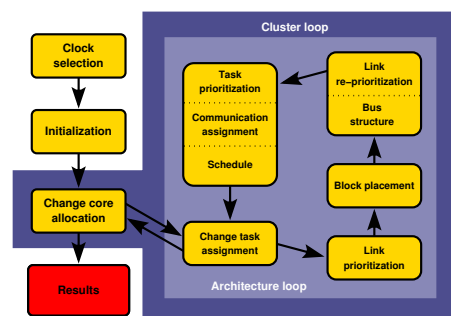 Cluster loop
Clock
selection
Initialization
Change core
allocation
Results
Task
prioritization
Communication
assignment
Schedule
Change task
assignment
Link
re-prioritization
Bus
structure
Block placement
Link
prioritization
Architecture loop